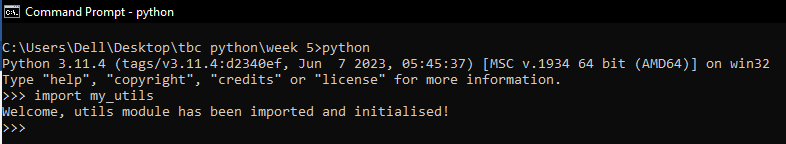 Command Prompt - python
C:\Users\Dell\Desktop\tbc python\week 5>python
Python 3.11.4 (tags/v3.11.4:d2340ef, Jun  7 2023, 05:45:37) [MSC v.1934 64 bit (AMD64)] on win32
Type "help", "copyright", "credits" or "license" for more information.
>>> import my_utils
Welcome, utils module has been imported and initialised!
>>>